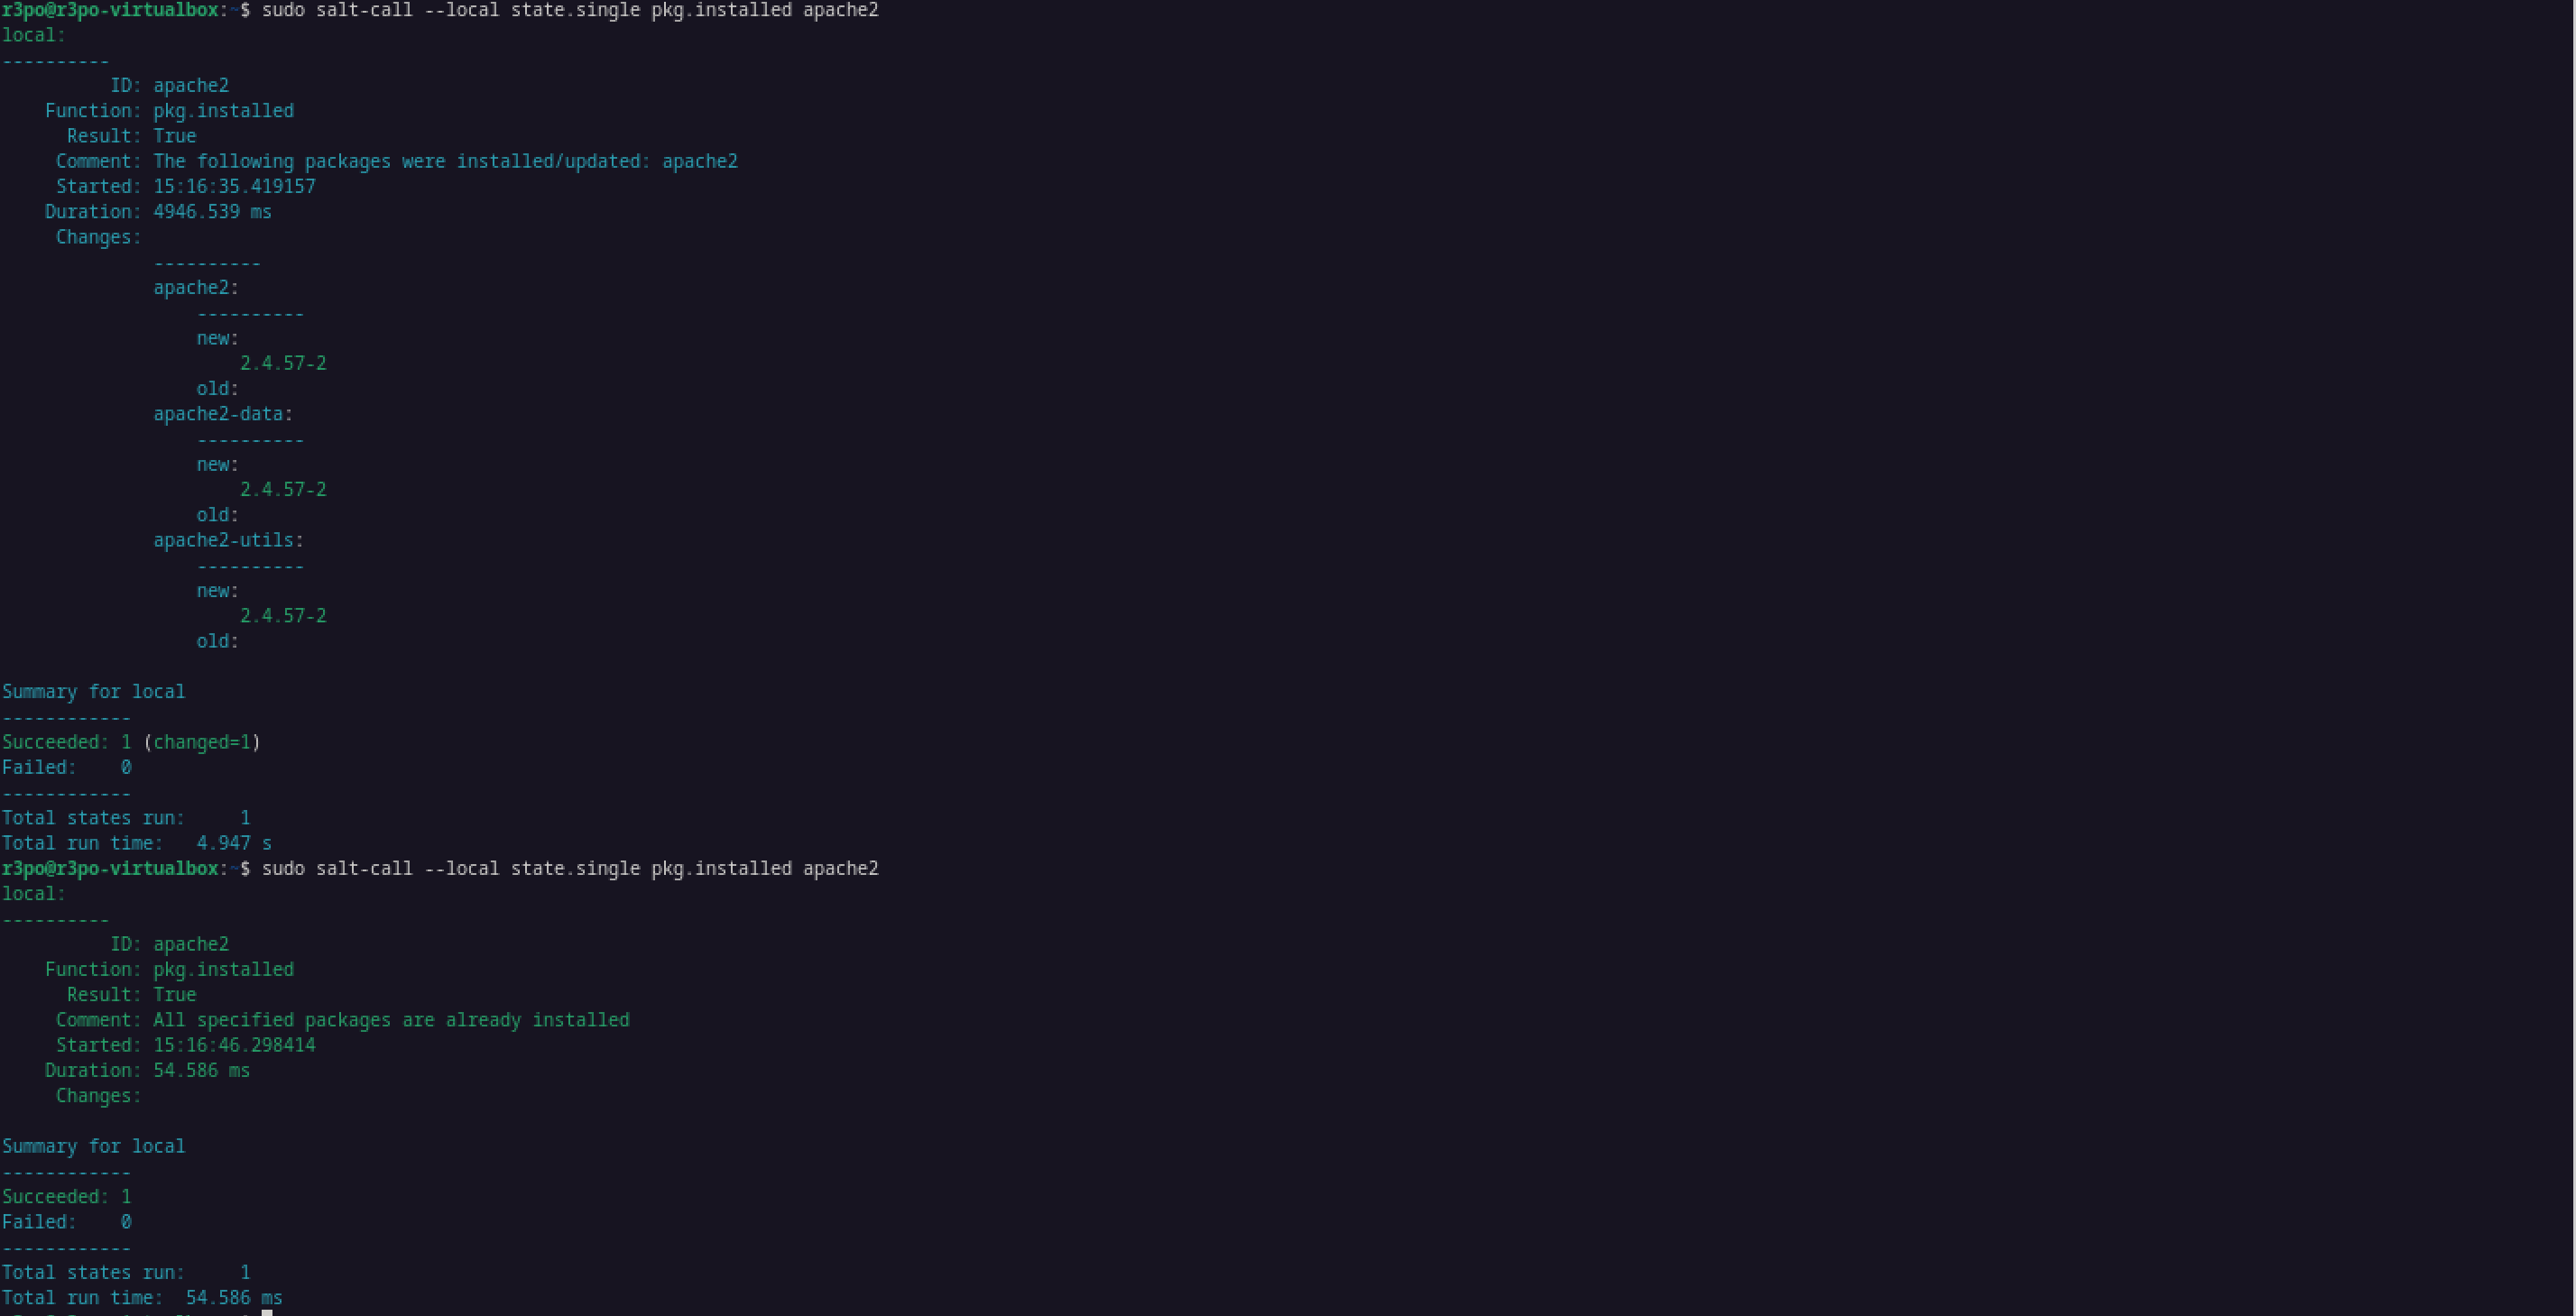 r3po@r3po-virtualbox:~$ sudo salt-call --local state.single pkg.installed apache2
local:
----------
          ID: apache2
    Function: pkg.installed
      Result: True
     Comment: The following packages were installed/updated: apache2
     Started: 15:16:35.419157
    Duration: 4946.539 ms
     Changes:
              ----------
              apache2:
                  ----------
                  new:
                      2.4.57-2
                  old:
              apache2-data:
                  ----------
                  new:
                      2.4.57-2
                  old:
              apache2-utils:
                  ----------
                  new:
                      2.4.57-2
                  old:

Summary for local
------------
Succeeded: 1 (changed=1)
Failed:    0
------------
Total states run:     1
Total run time:   4.947 s
r3po@r3po-virtualbox:~$ sudo salt-call --local state.single pkg.installed apache2
local:
----------
          ID: apache2
    Function: pkg.installed
      Result: True
     Comment: All specified packages are already installed
     Started: 15:16:46.298414
    Duration: 54.586 ms
     Changes:

Summary for local
------------
Succeeded: 1
Failed:    0
------------
Total states run:     1
Total run time:  54.586 ms